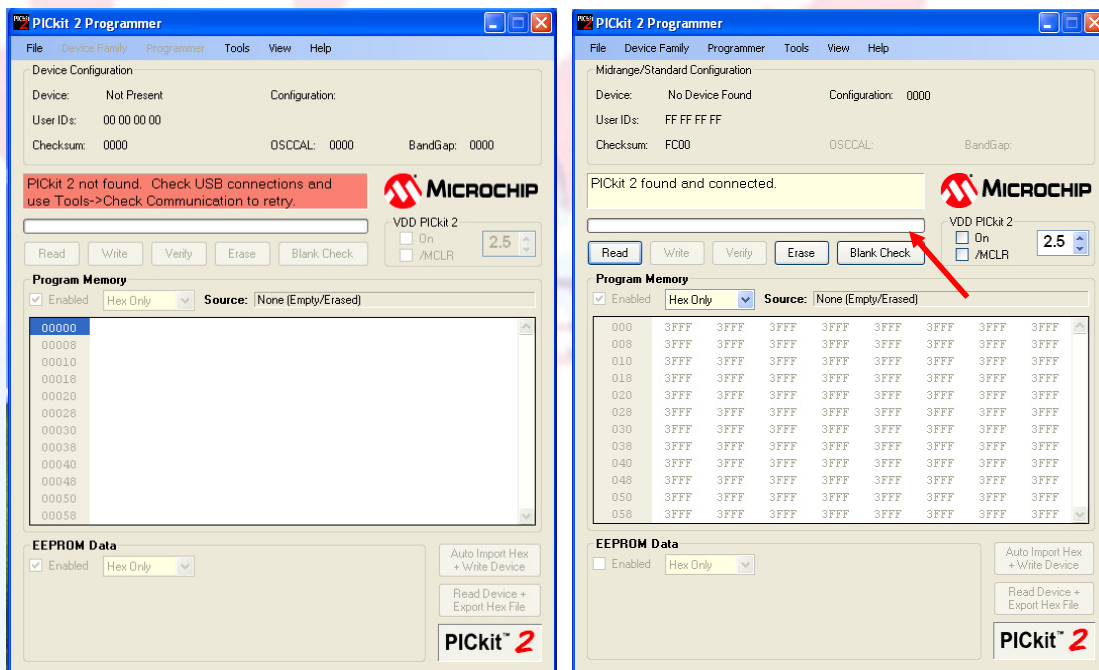 PICkit 2 Programmer
File Device Family Programmer Tools View Help
Device Configuration
Device: Not Present Configuration:
User IDs: 00 00 00 00
Checksum: 0000 OSCCAL: 0000 BandGap: 0000
PICkit 2 not found. Check USB connections and
use Tools->Check Communication to retry.
MICROCHIP
VDD PICkit 2
On
/MCLR
2.5
Read Write Verify Erase Blank Check
Program Memory
Enabled Hex Only Source: None (Empty/Erased)
00000
00008
00010
00018
00020
00028
00030
00038
00040
00048
00050
00058
EEPROM Data
Enabled Hex Only
Auto Import Hex
+ Write Device
Read Device +
Export Hex File
PICkit™ 2
PICkit 2 Programmer
File Device Family Programmer Tools View Help
Midrange/Standard Configuration
Device: No Device Found Configuration: 0000
User IDs: FF FF FF FF
Checksum: FC00 OSCCAL: BandGap:
PICkit 2 found and connected.
MICROCHIP
VDD PICkit 2
On
/MCLR
2.5
Read Write Verify Erase Blank Check
Program Memory
Enabled Hex Only Source: None (Empty/Erased)
000 3FFF 3FFF 3FFF 3FFF 3FFF 3FFF 3FFF 3FFF
008 3FFF 3FFF 3FFF 3FFF 3FFF 3FFF 3FFF 3FFF
010 3FFF 3FFF 3FFF 3FFF 3FFF 3FFF 3FFF 3FFF
018 3FFF 3FFF 3FFF 3FFF 3FFF 3FFF 3FFF 3FFF
020 3FFF 3FFF 3FFF 3FFF 3FFF 3FFF 3FFF 3FFF
028 3FFF 3FFF 3FFF 3FFF 3FFF 3FFF 3FFF 3FFF
030 3FFF 3FFF 3FFF 3FFF 3FFF 3FFF 3FFF 3FFF
038 3FFF 3FFF 3FFF 3FFF 3FFF 3FFF 3FFF 3FFF
040 3FFF 3FFF 3FFF 3FFF 3FFF 3FFF 3FFF 3FFF
048 3FFF 3FFF 3FFF 3FFF 3FFF 3FFF 3FFF 3FFF
050 3FFF 3FFF 3FFF 3FFF 3FFF 3FFF 3FFF 3FFF
058 3FFF 3FFF 3FFF 3FFF 3FFF 3FFF 3FFF 3FFF
EEPROM Data
Enabled Hex Only
Auto Import Hex
+ Write Device
Read Device +
Export Hex File
PICkit™ 2